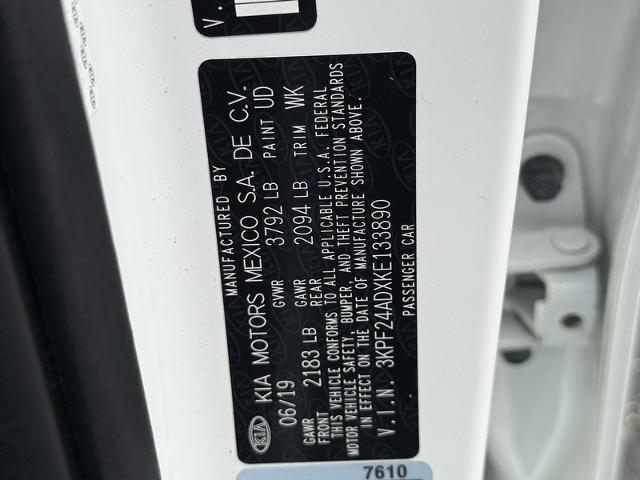 V.
MANUFACTURED BY
KIA KIA MOTORS MEXICO S.A. DE C.V.
06/19 GVWR 3792 LB PAINT UD
GAWR FRONT 2183 LB GAWR REAR 2094 LB TRIM WK
THIS VEHICLE CONFORMS TO ALL APPLICABLE U.S.A. FEDERAL
MOTOR VEHICLE SAFETY, BUMPER, AND THEFT PREVENTION STANDARDS
IN EFFECT ON THE DATE OF MANUFACTURE SHOWN ABOVE.
V.I.N. 3KPF24ADXKE133890
PASSENGER CAR
7610